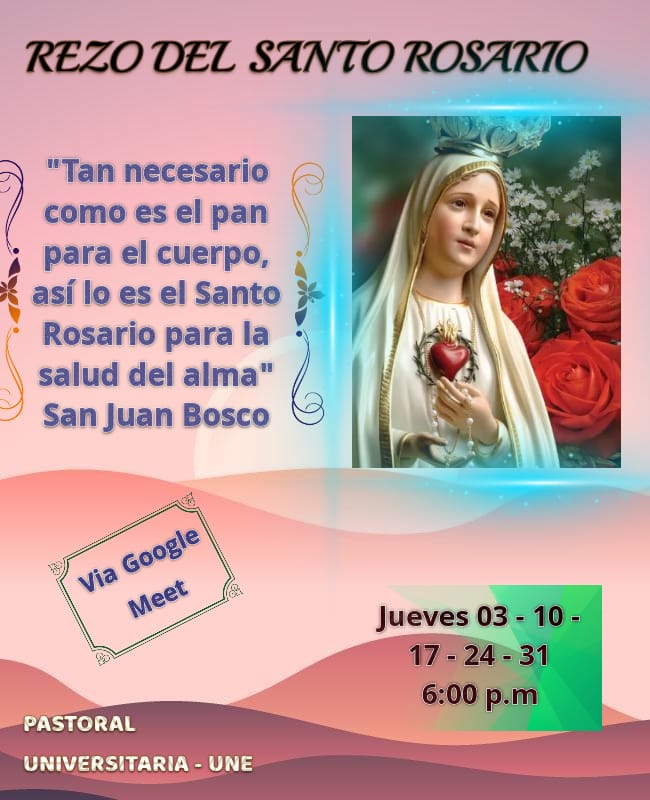 REZO DEL SANTO ROSARIO
"Tan necesario
como es el pan
para el cuerpo,
así lo es el Santo
Rosario para la
salud del alma"
San Juan Bosco
Via Google
Meet
Jueves 03 - 10 -
17 - 24 - 31
6:00 p.m
PASTORAL
UNIVERSITARIA - UNE